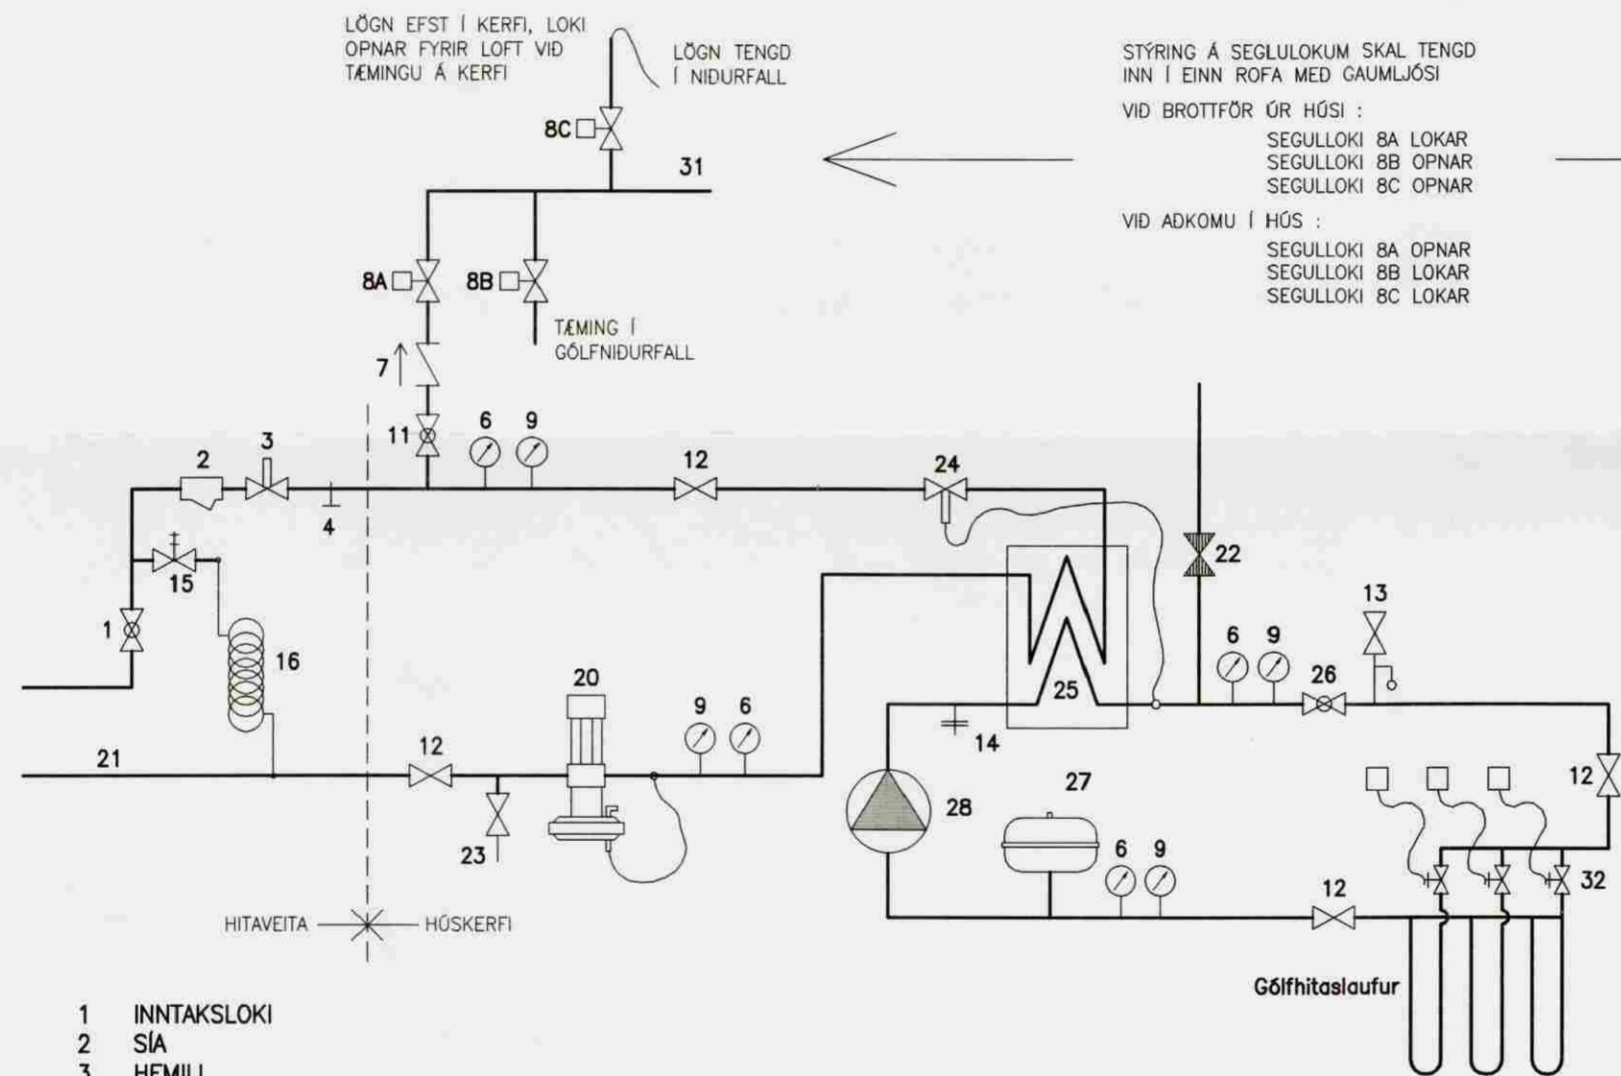 LÖGN EFST Í KERFI, LOKI
OPNAR FYRIR LOFT VIÐ
TÆMINGU Á KERFI
LÖGN TENGD
Í NIÐURFALL
STÝRING Á SEGLULOKUM SKAL TENGD
INN Í EINN ROFA MEÐ GAUMLJÓSI
VIÐ BROTTFÖR ÚR HÚSI :
SEGULLOKI 8A LOKAR
SEGULLOKI 8B OPNAR
SEGULLOKI 8C OPNAR
VIÐ AÐKOMU Í HÚS :
SEGULLOKI 8A OPNAR
SEGULLOKI 8B LOKAR
SEGULLOKI 8C LOKAR
8C
31
8A
8B
TÆMING Í
GÓLFNIÐURFALL
7
11
6
9
2
3
12
24
4
15
22
1
16
13
6
9
26
20
25
9
6
14
21
12
12
27
28
23
6
9
32
12
HITAVEITA
HÚSKERFI
Gólfhitaslaufur
1 INNTAKSLOKI
2 SÍA
3 HEMILL